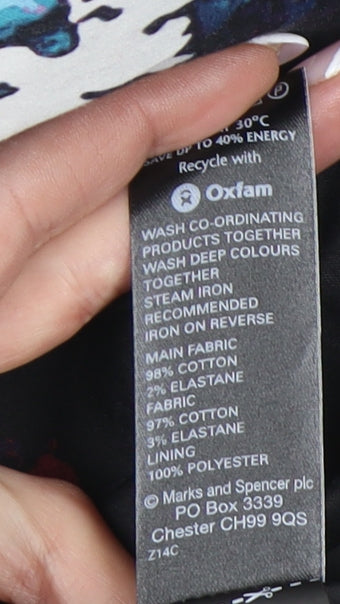 30°C
SAVE UP TO 40% ENERGY
Recycle with
Oxfam
WASH CO-ORDINATING
PRODUCTS TOGETHER
WASH DEEP COLOURS
TOGETHER
STEAM IRON
RECOMMENDED
IRON ON REVERSE
MAIN FABRIC
98% COTTON
2% ELASTANE
FABRIC
97% COTTON
3% ELASTANE
LINING
100% POLYESTER
© Marks and Spencer plc
PO Box 3339
Chester CH99 9QS
Z14C